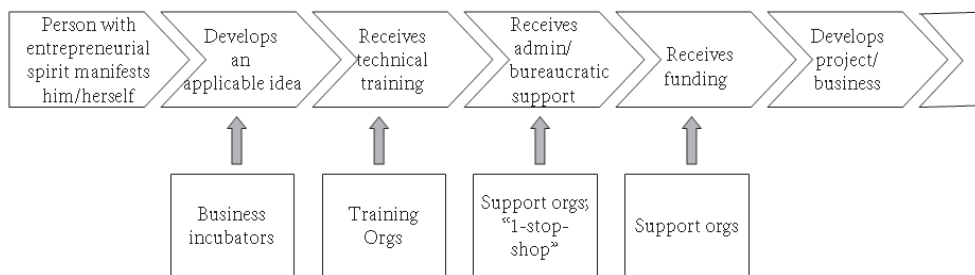 Person with
entrepreneurial
spirit manifests
him/herself
Develops
an
applicable idea
Receives
technical
training
Receives
admin/
bureaucratic
support
Receives
funding
Develops
project/
business
Business
incubators
Training
Orgs
Support orgs;
“1-stop-
shop”
Support orgs